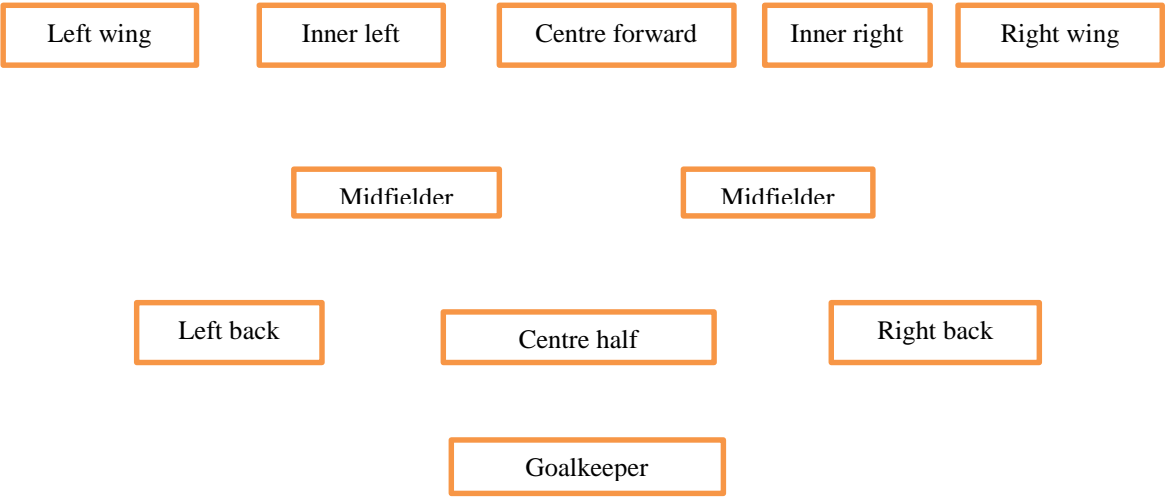 Left wing
Inner left
Centre forward
Inner right
Right wing
Midfielder
Midfielder
Left back
Centre half
Right back
Goalkeeper